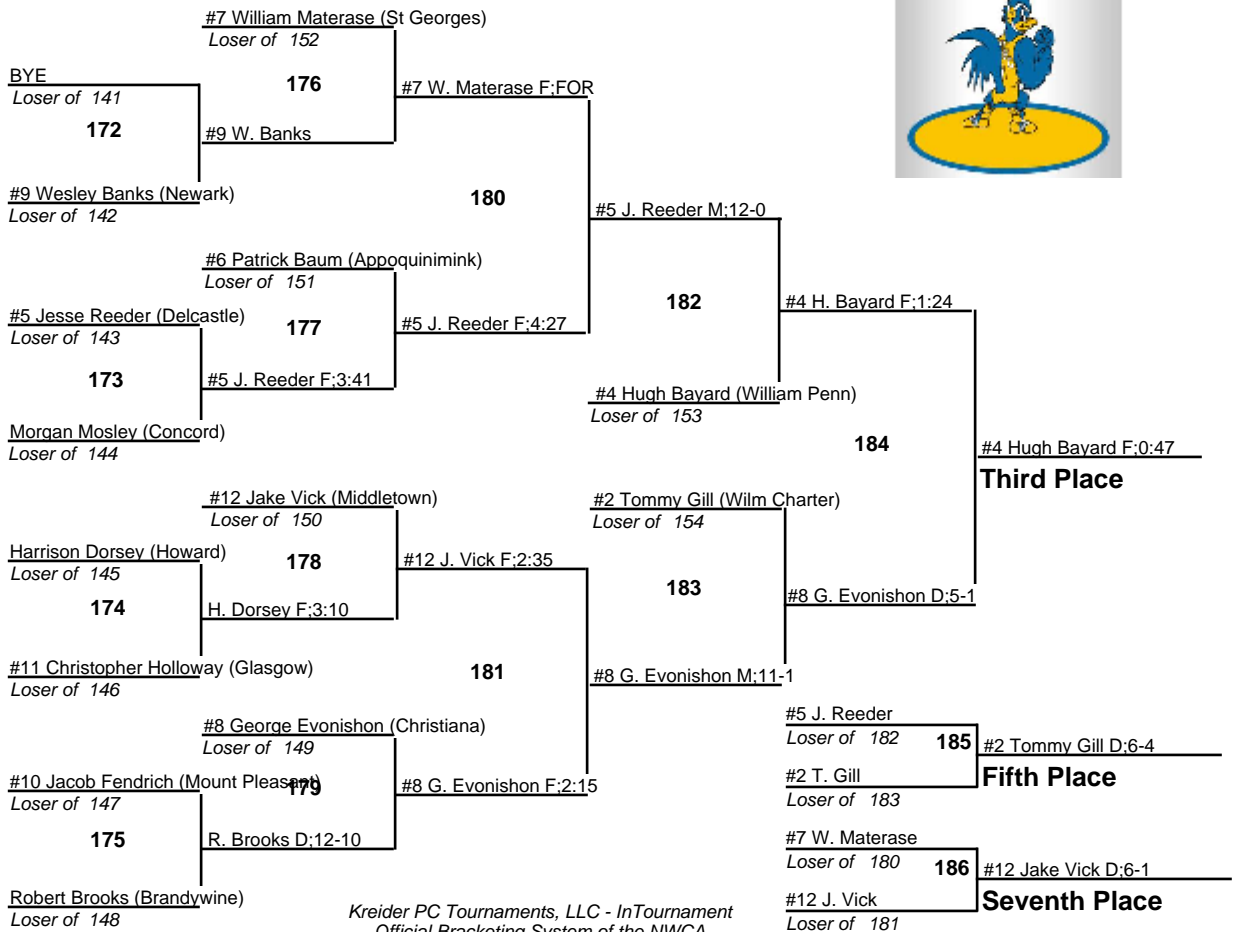 #7 William Materase (St Georges)
Loser of 152
BYE
Loser of 141
176
#7 W. Materase F;FOR
172
#9 W. Banks
#9 Wesley Banks (Newark)
Loser of 142
180
#5 J. Reeder M;12-0
#6 Patrick Baum (Appoquinimink)
Loser of 151
#5 Jesse Reeder (Delcastle)
Loser of 143
177
#5 J. Reeder F;4:27
182
#4 H. Bayard F;1:24
173
#5 J. Reeder F;3:41
#4 Hugh Bayard (William Penn)
Loser of 153
Morgan Mosley (Concord)
Loser of 144
184
#4 Hugh Bayard F;0:47
Third Place
#12 Jake Vick (Middletown)
Loser of 150
#2 Tommy Gill (Wilm Charter)
Loser of 154
Harrison Dorsey (Howard)
Loser of 145
178
#12 J. Vick F;2:35
183
#8 G. Evonishon D;5-1
174
H. Dorsey F;3:10
#11 Christopher Holloway (Glasgow)
Loser of 146
181
#8 G. Evonishon M;11-1
#8 George Evonishon (Christiana)
Loser of 149
#5 J. Reeder
Loser of 182
185
#2 Tommy Gill D;6-4
Fifth Place
#2 T. Gill
Loser of 183
#10 Jacob Fendrich (Mount Pleasant)
Loser of 147
179
#8 G. Evonishon F;2:15
175
R. Brooks D;12-10
#7 W. Materase
Loser of 180
186
#12 Jake Vick D;6-1
Seventh Place
#12 J. Vick
Loser of 181
Robert Brooks (Brandywine)
Loser of 148
Kreider PC Tournaments, LLC - InTournament
Official Bracketing System of the NWCA